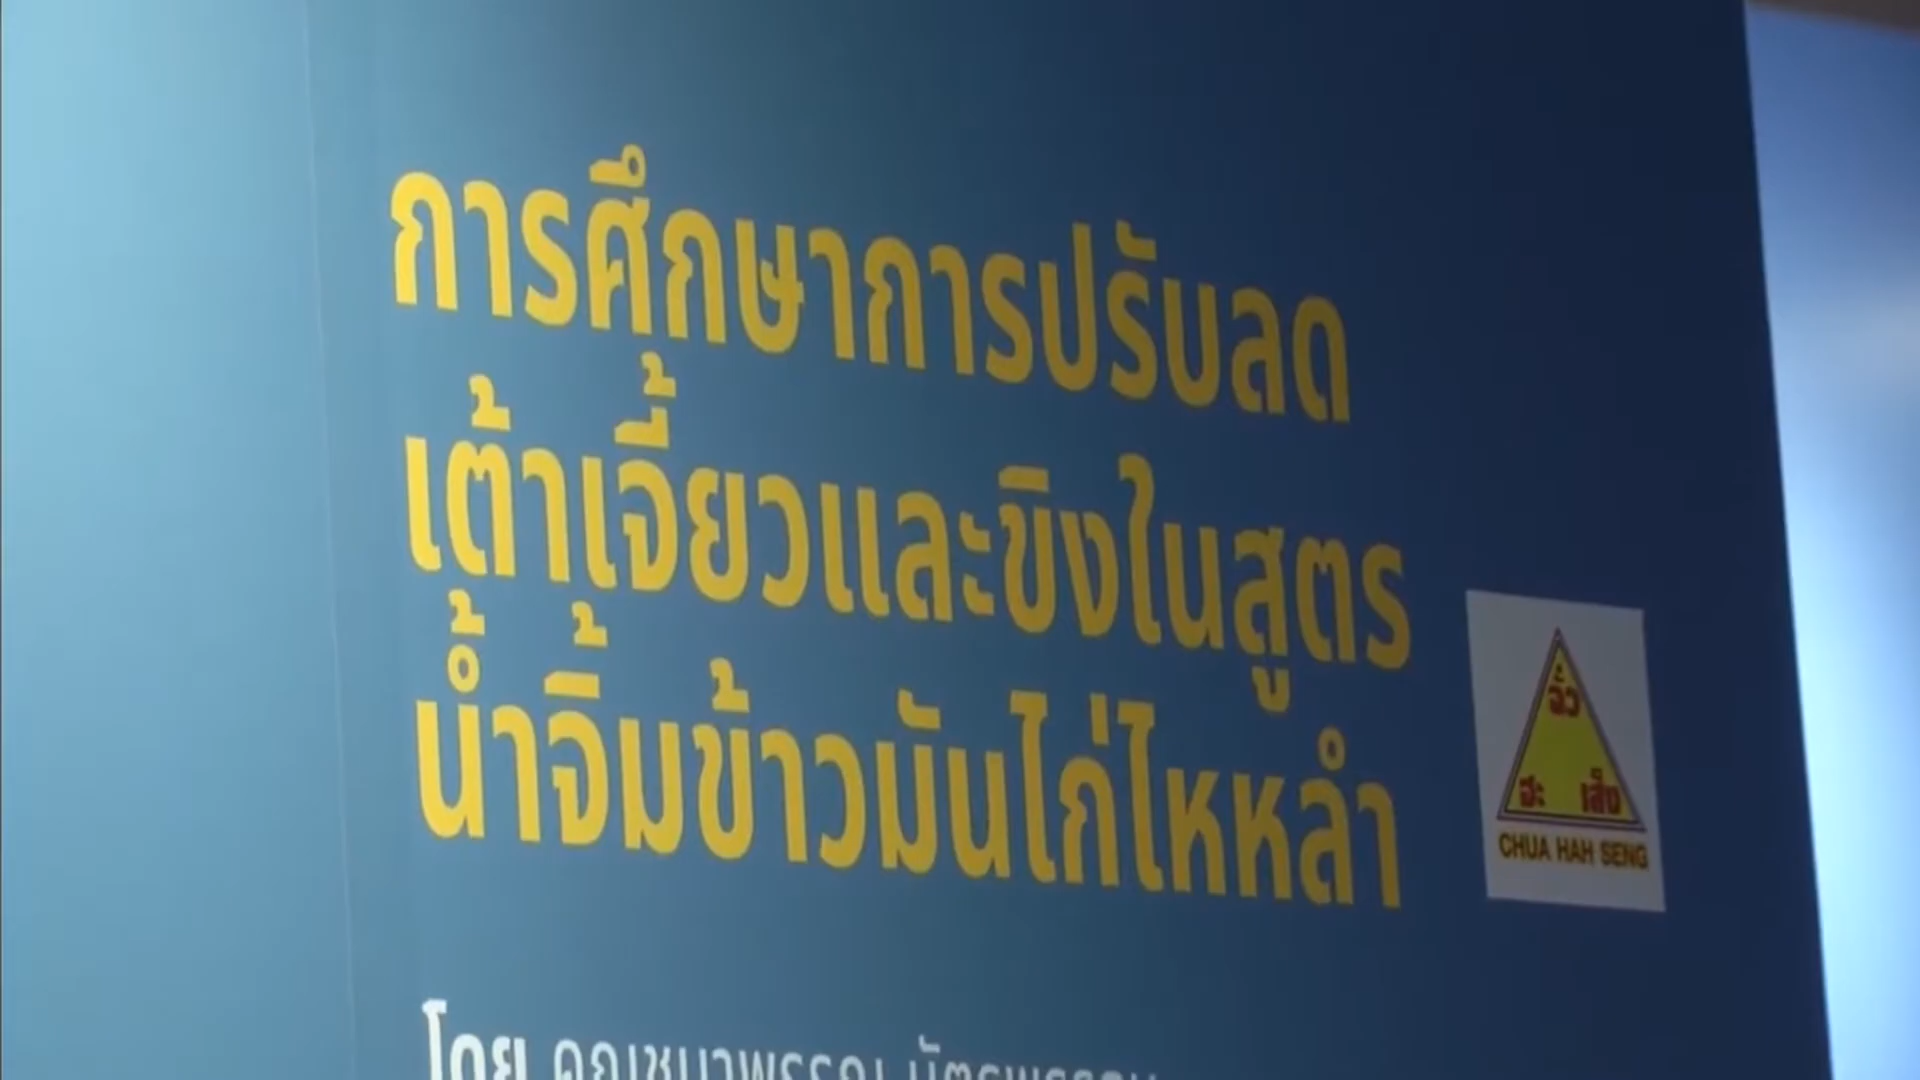 การศึกษาการปรับลด
เต้าเจี้ยวและขิงในสูตร
น้ำจิ้มข้าวมันไก่ไหหลำ
จั๊ว
ฮะ เส็ง
CHUA HAH SENG
โดย